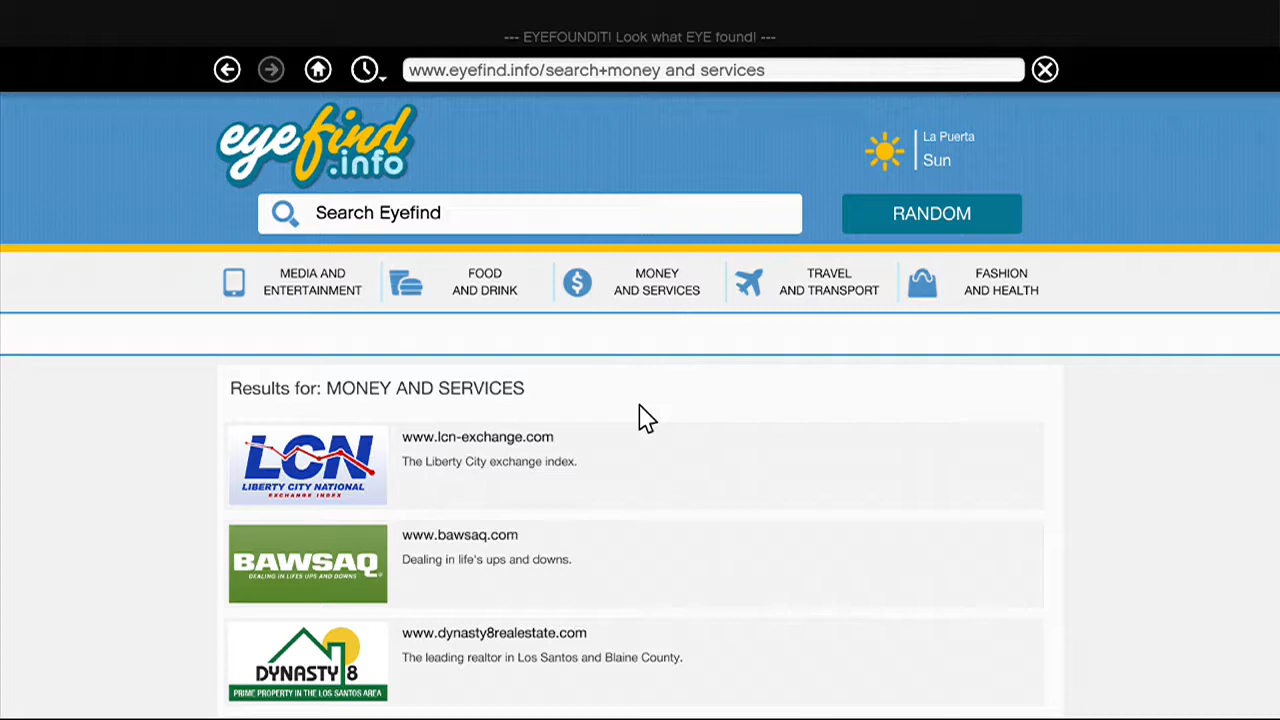 --- EYEFOUNDIT! Look what EYE found! ---
www.eyefind.info/search+money and services
eyefind
.info
La Puerta
Sun
Search Eyefind
RANDOM
MEDIA AND
ENTERTAINMENT
FOOD
AND DRINK
MONEY
AND SERVICES
TRAVEL
AND TRANSPORT
FASHION
AND HEALTH
Results for: MONEY AND SERVICES
LCN
LIBERTY CITY NATIONAL
EXCHANGE INDEX
www.lcn-exchange.com
The Liberty City exchange index.
BAWSAQ
DEALING IN LIFES UPS AND DOWNS
www.bawsaq.com
Dealing in life's ups and downs.
DYNASTY 8
PRIME PROPERTY IN THE LOS SANTOS AREA
www.dynasty8realestate.com
The leading realtor in Los Santos and Blaine County.